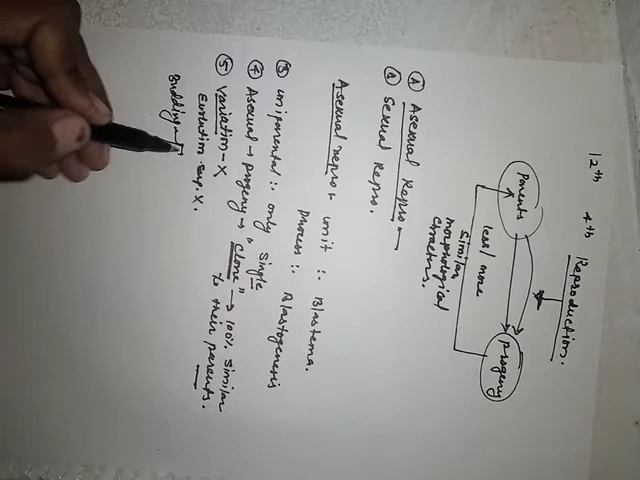 12th 4th Reproduction.
Parents Progeny
less/more
Similar
morphological
characters.
① Asexual Repro –
② Sexual Repro.
Asexual repro – unit :- Blastema.
process :- Blastogenesis
③ uniparental :- only single
④ Asexual → progeny → "clone" → 100% similar
to their parents.
⑤ Variation – X
Evolution imp. X.
Budding –